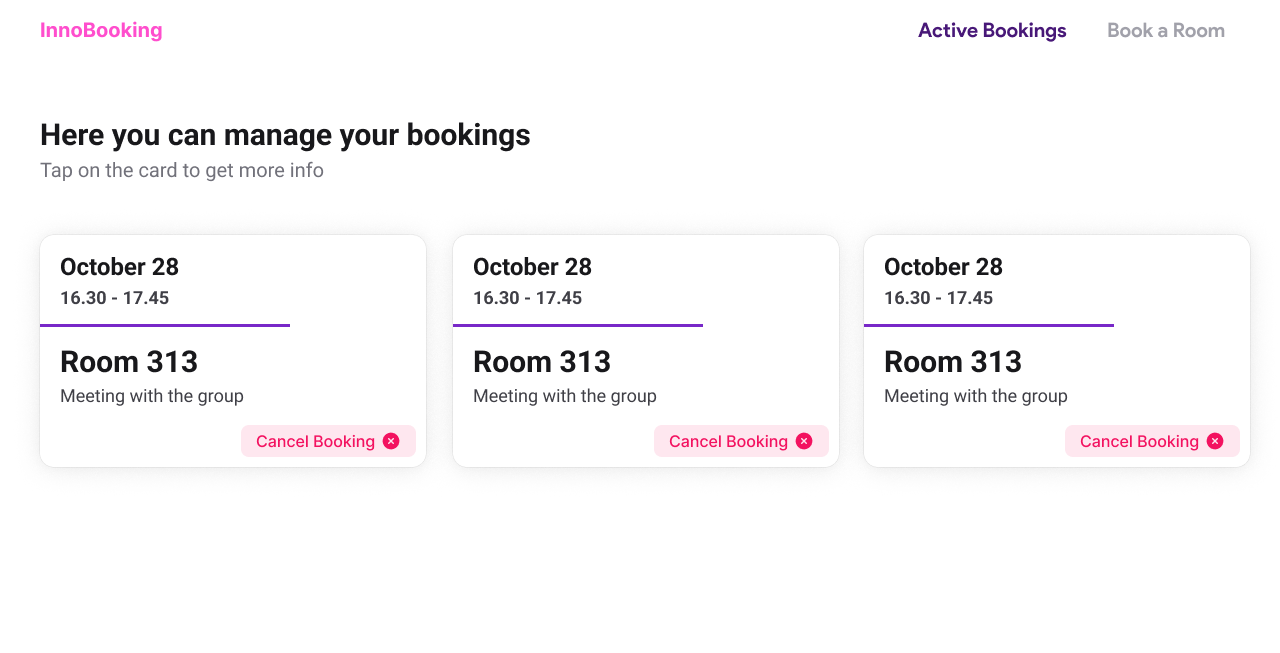 InnoBooking
Active Bookings
Book a Room
Here you can manage your bookings
Tap on the card to get more info
October 28
16.30 - 17.45
Room 313
Meeting with the group
Cancel Booking
October 28
16.30 - 17.45
Room 313
Meeting with the group
Cancel Booking
October 28
16.30 - 17.45
Room 313
Meeting with the group
Cancel Booking